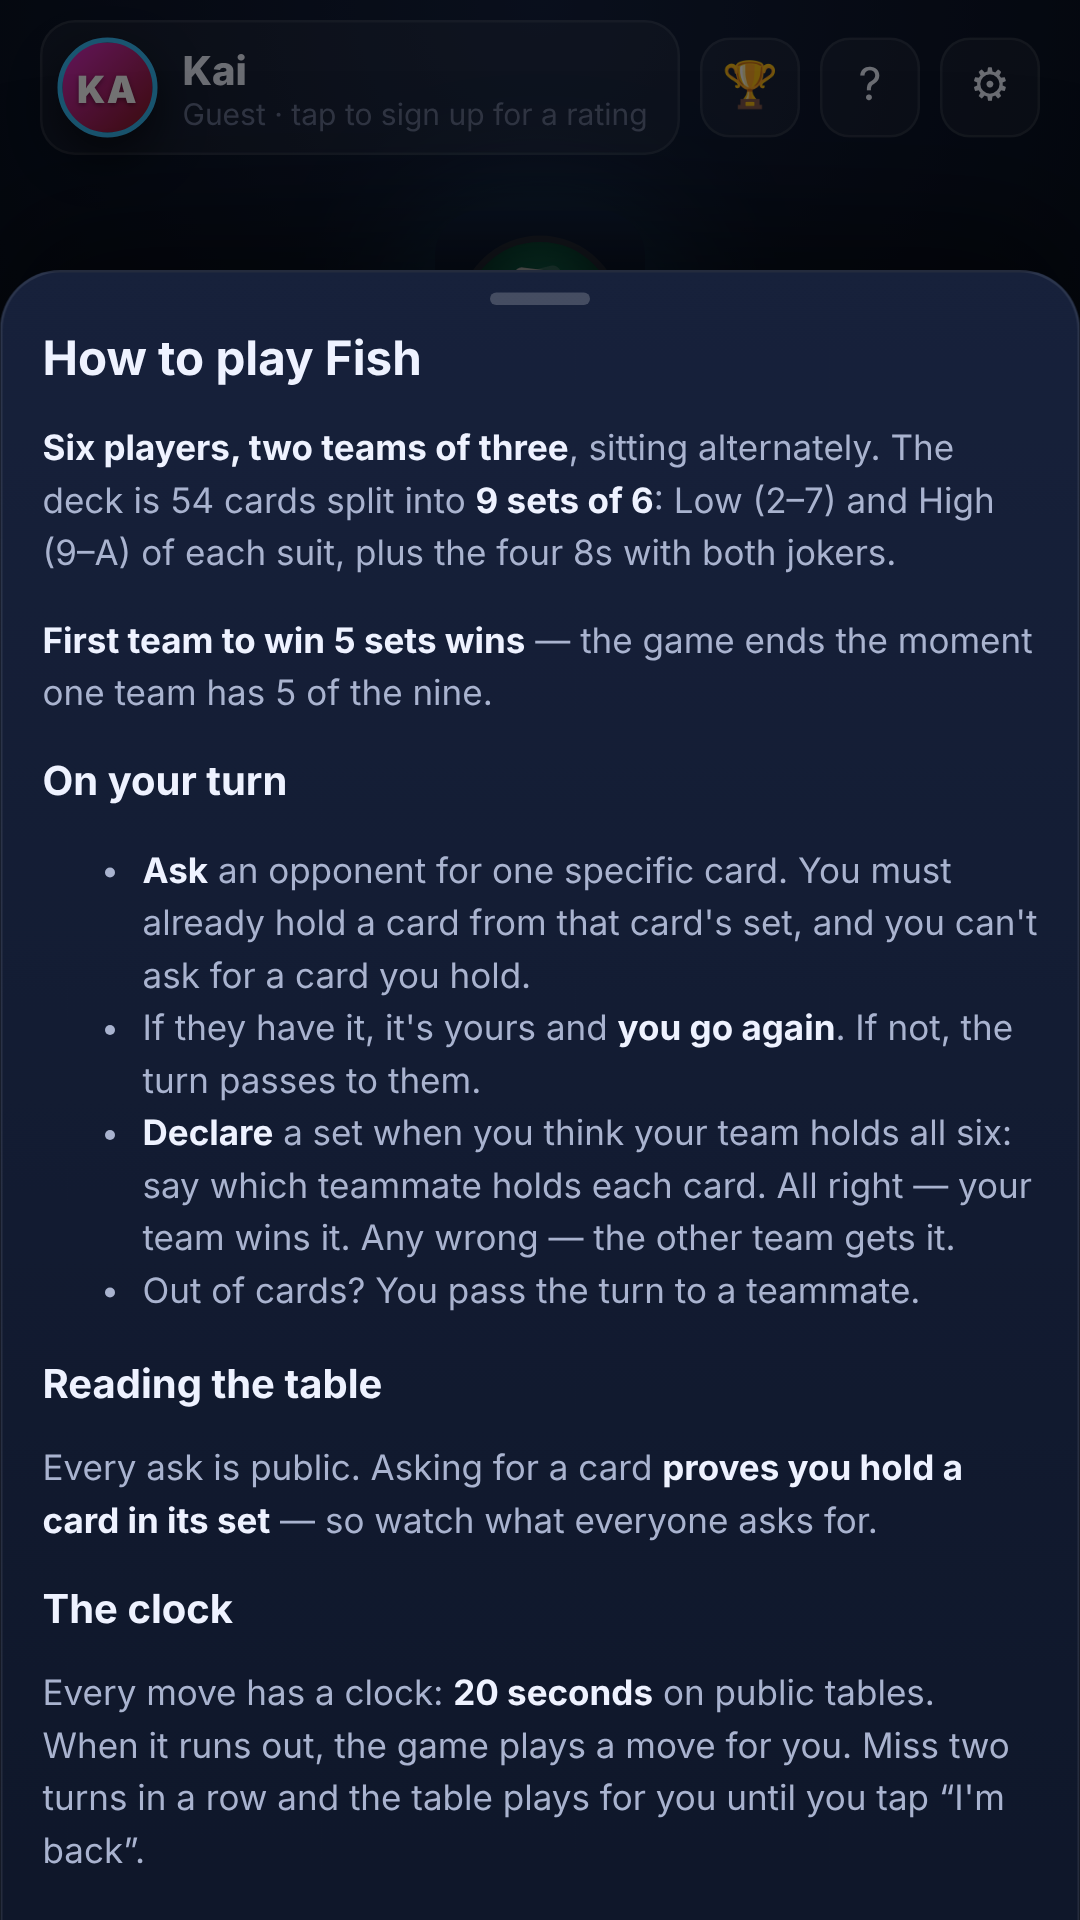 KA
Kai
Guest · tap to sign up for a rating
?
How to play Fish
Six players, two teams of three, sitting alternately. The
deck is 54 cards split into 9 sets of 6: Low (2–7) and High
(9–A) of each suit, plus the four 8s with both jokers.
First team to win 5 sets wins — the game ends the moment
one team has 5 of the nine.
On your turn
• Ask an opponent for one specific card. You must
already hold a card from that card's set, and you can't
ask for a card you hold.
• If they have it, it's yours and you go again. If not, the
turn passes to them.
• Declare a set when you think your team holds all six:
say which teammate holds each card. All right — your
team wins it. Any wrong — the other team gets it.
• Out of cards? You pass the turn to a teammate.
Reading the table
Every ask is public. Asking for a card proves you hold a
card in its set — so watch what everyone asks for.
The clock
Every move has a clock: 20 seconds on public tables.
When it runs out, the game plays a move for you. Miss two
turns in a row and the table plays for you until you tap “I'm
back”.